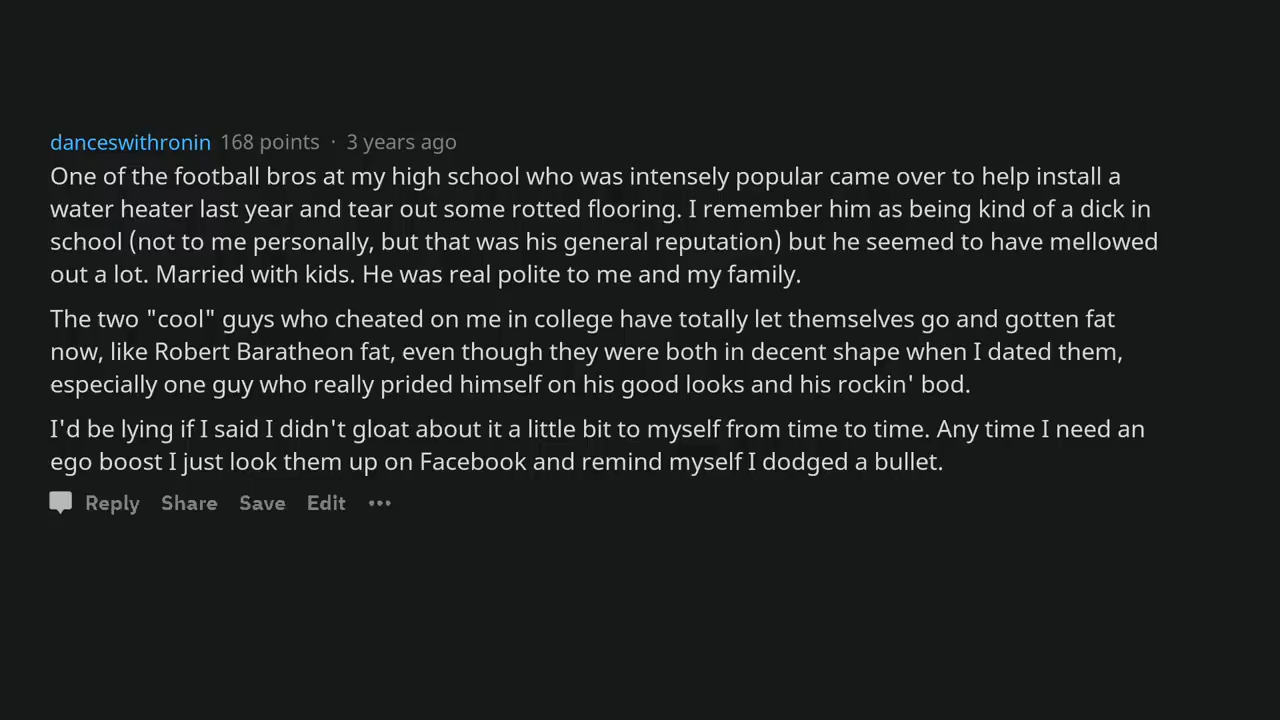 danceswithronin 168 points · 3 years ago
One of the football bros at my high school who was intensely popular came over to help install a
water heater last year and tear out some rotted flooring. I remember him as being kind of a dick in
school (not to me personally, but that was his general reputation) but he seemed to have mellowed
out a lot. Married with kids. He was real polite to me and my family.
The two "cool" guys who cheated on me in college have totally let themselves go and gotten fat
now, like Robert Baratheon fat, even though they were both in decent shape when I dated them,
especially one guy who really prided himself on his good looks and his rockin' bod.
I'd be lying if I said I didn't gloat about it a little bit to myself from time to time. Any time I need an
ego boost I just look them up on Facebook and remind myself I dodged a bullet.
Reply Share Save Edit •••